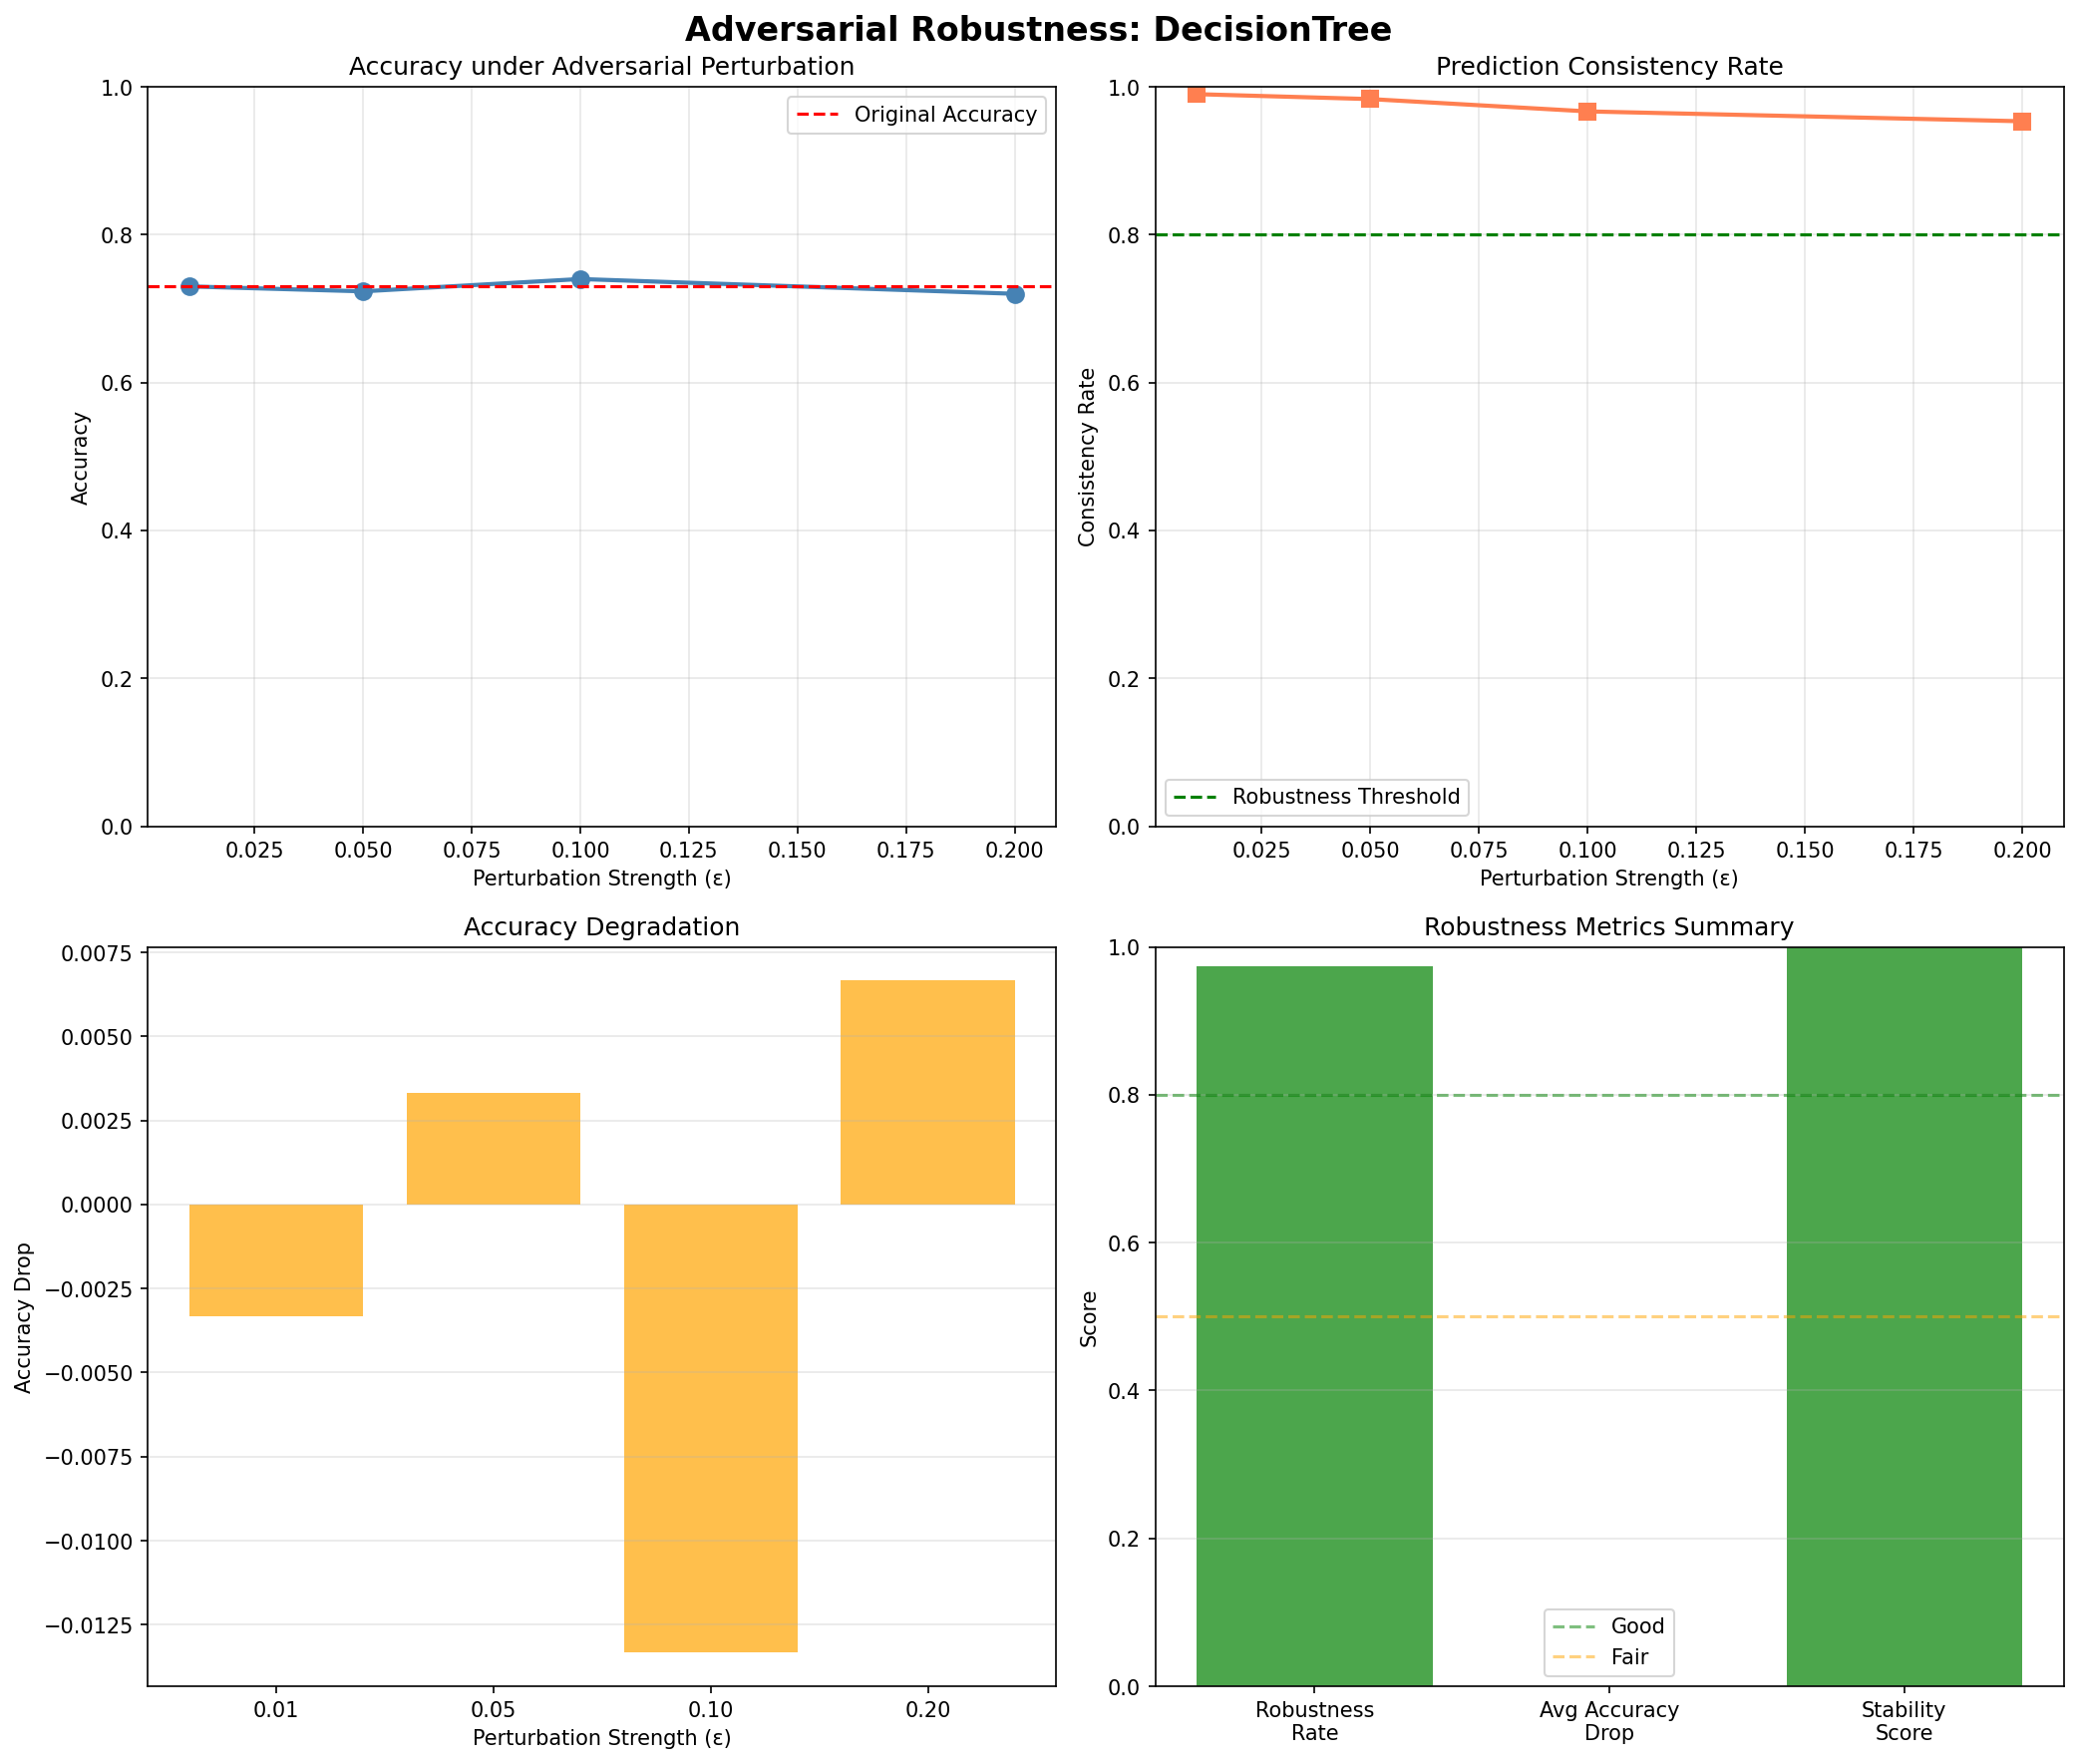 Adversarial Robustness: DecisionTree
Accuracy under Adversarial Perturbation
Original Accuracy
1.0
0.8
0.6
0.4
0.2
0.0
Accuracy
0.025 0.050 0.075 0.100 0.125 0.150 0.175 0.200
Perturbation Strength (ε)
Prediction Consistency Rate
1.0
0.8
0.6
0.4
0.2
0.0
Consistency Rate
Robustness Threshold
0.025 0.050 0.075 0.100 0.125 0.150 0.175 0.200
Perturbation Strength (ε)
Accuracy Degradation
0.0075
0.0050
0.0025
0.0000
−0.0025
−0.0050
−0.0075
−0.0100
−0.0125
Accuracy Drop
0.01 0.05 0.10 0.20
Perturbation Strength (ε)
Robustness Metrics Summary
1.0
0.8
0.6
0.4
0.2
0.0
Score
Good
Fair
Robustness
Rate
Avg Accuracy
Drop
Stability
Score